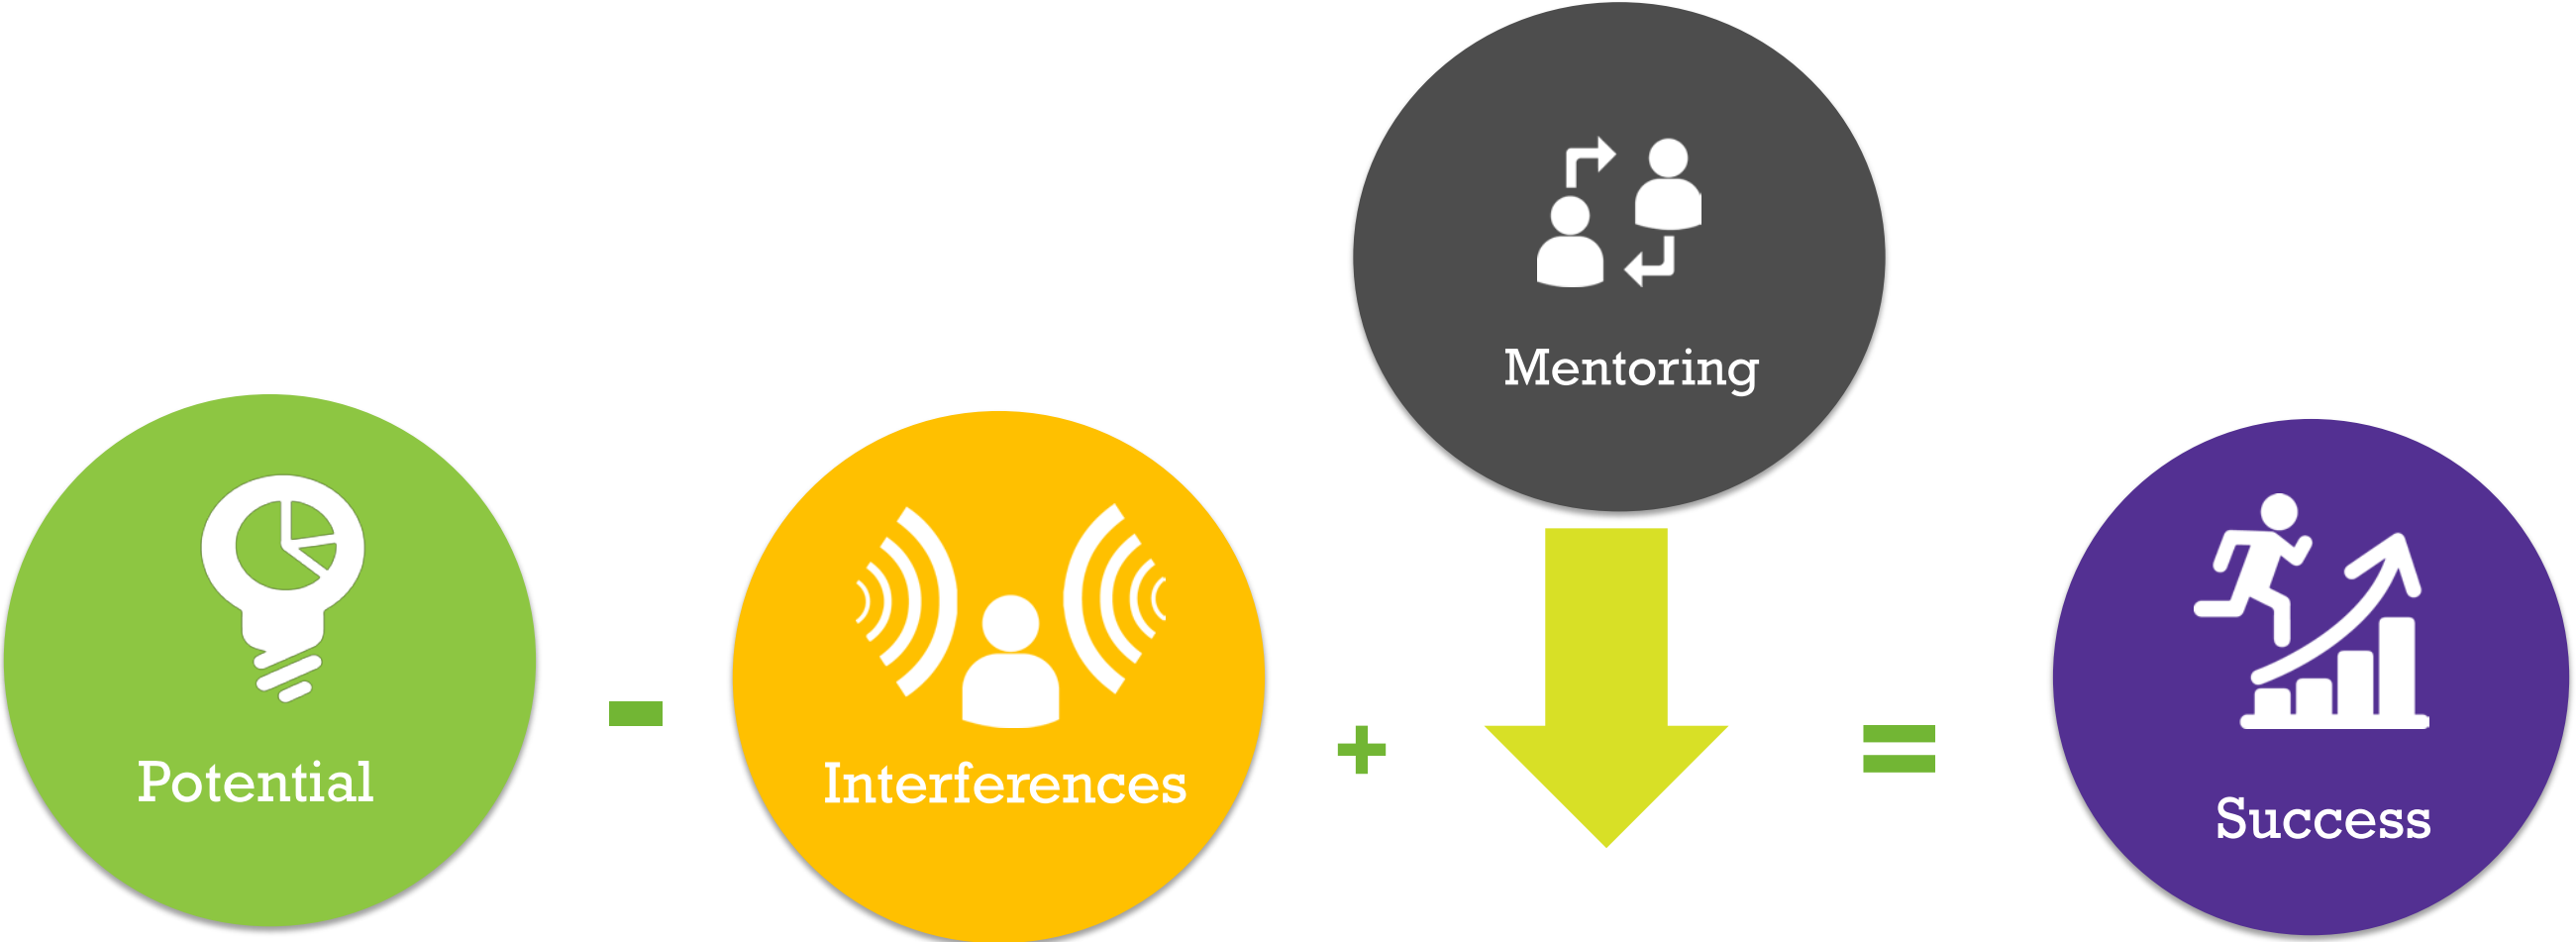 Potential
-
Interferences
+
Mentoring
=
Success